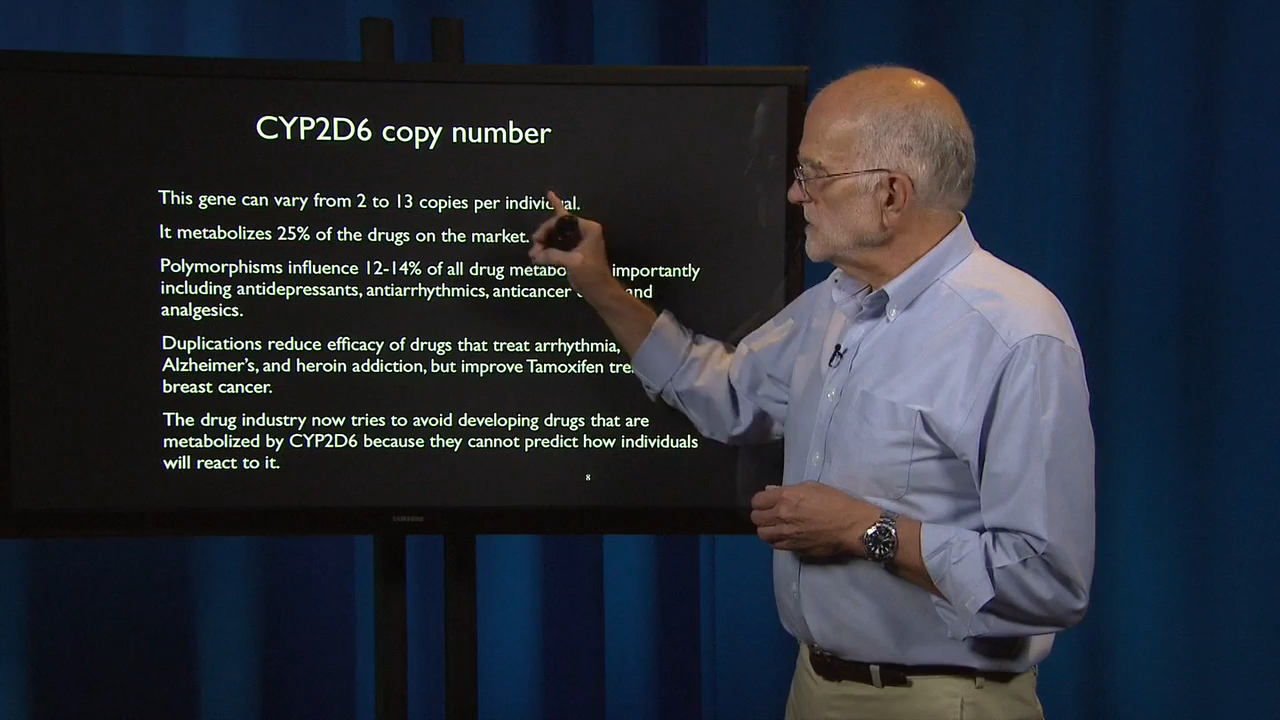 CYP2D6 copy number
This gene can vary from 2 to 13 copies per individual.
It metabolizes 25% of the drugs on the market.
Polymorphisms influence 12-14% of all drug importantly
including antidepressants, antiarrhythmics, anticancer and
analgesics.
Duplications reduce efficacy of drugs that treat arrhythmia,
Alzheimer's, and heroin addiction, but improve Tamoxifen
breast cancer.
The drug industry now tries to avoid developing drugs that are
metabolized by CYP2D6 because they cannot predict how individuals
will react to it.
8
SAMSUNG